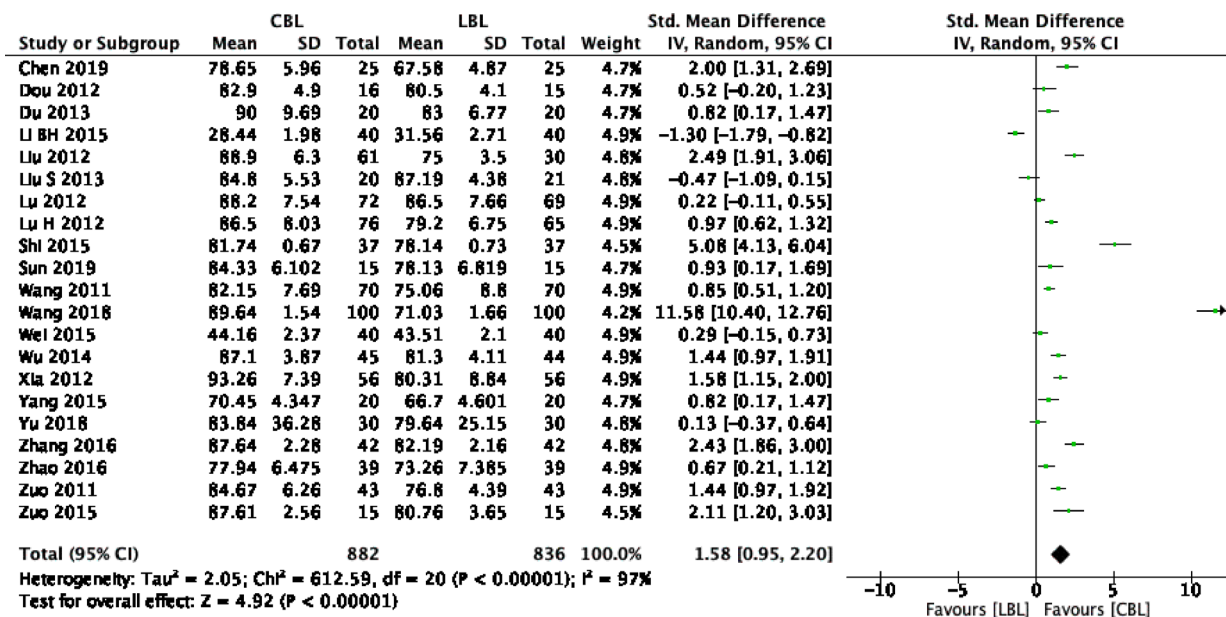 CBL LBL Std. Mean Difference Std. Mean Difference
Study or Subgroup Mean SD Total Mean SD Total Weight IV, Random, 95% CI IV, Random, 95% CI
Chen 2019 78.65 5.96 25 67.58 4.87 25 4.7% 2.00 [1.31, 2.69]
Dou 2012 82.9 4.9 16 80.5 4.1 15 4.7% 0.52 [−0.20, 1.23]
Du 2013 90 9.69 20 83 6.77 20 4.7% 0.82 [0.17, 1.47]
LI BH 2015 28.44 1.98 40 31.56 2.71 40 4.9% −1.30 [−1.79, −0.82]
Liu 2012 88.9 6.3 61 75 3.5 30 4.8% 2.49 [1.91, 3.06]
Liu S 2013 84.8 5.53 20 87.19 4.38 21 4.8% −0.47 [−1.09, 0.15]
Lu 2012 88.2 7.54 72 86.5 7.66 69 4.9% 0.22 [−0.11, 0.55]
Lu H 2012 86.5 8.03 76 79.2 6.75 65 4.9% 0.97 [0.62, 1.32]
Shi 2015 81.74 0.67 37 78.14 0.73 37 4.5% 5.08 [4.13, 6.04]
Sun 2019 84.33 6.102 15 78.13 6.819 15 4.7% 0.93 [0.17, 1.69]
Wang 2011 82.15 7.69 70 75.06 8.8 70 4.9% 0.85 [0.51, 1.20]
Wang 2018 89.64 1.54 100 71.03 1.66 100 4.2% 11.58 [10.40, 12.76]
Wei 2015 44.16 2.37 40 43.51 2.1 40 4.9% 0.29 [−0.15, 0.73]
Wu 2014 87.1 3.87 45 81.3 4.11 44 4.9% 1.44 [0.97, 1.91]
Xia 2012 93.26 7.39 56 80.31 8.84 56 4.9% 1.58 [1.15, 2.00]
Yang 2015 70.45 4.347 20 66.7 4.601 20 4.7% 0.82 [0.17, 1.47]
Yu 2018 83.84 36.28 30 79.64 25.15 30 4.8% 0.13 [−0.37, 0.64]
Zhang 2016 87.64 2.28 42 82.19 2.16 42 4.8% 2.43 [1.86, 3.00]
Zhao 2016 77.94 6.475 39 73.26 7.385 39 4.9% 0.67 [0.21, 1.12]
Zuo 2011 84.67 6.26 43 76.8 4.39 43 4.9% 1.44 [0.97, 1.92]
Zuo 2015 87.61 2.56 15 80.76 3.65 15 4.5% 2.11 [1.20, 3.03]
Total (95% CI) 882 836 100.0% 1.58 [0.95, 2.20]
Heterogeneity: Tau² = 2.05; Chi² = 612.59, df = 20 (P < 0.00001); I² = 97%
Test for overall effect: Z = 4.92 (P < 0.00001)
−10 −5 0 5 10
Favours [LBL] Favours [CBL]